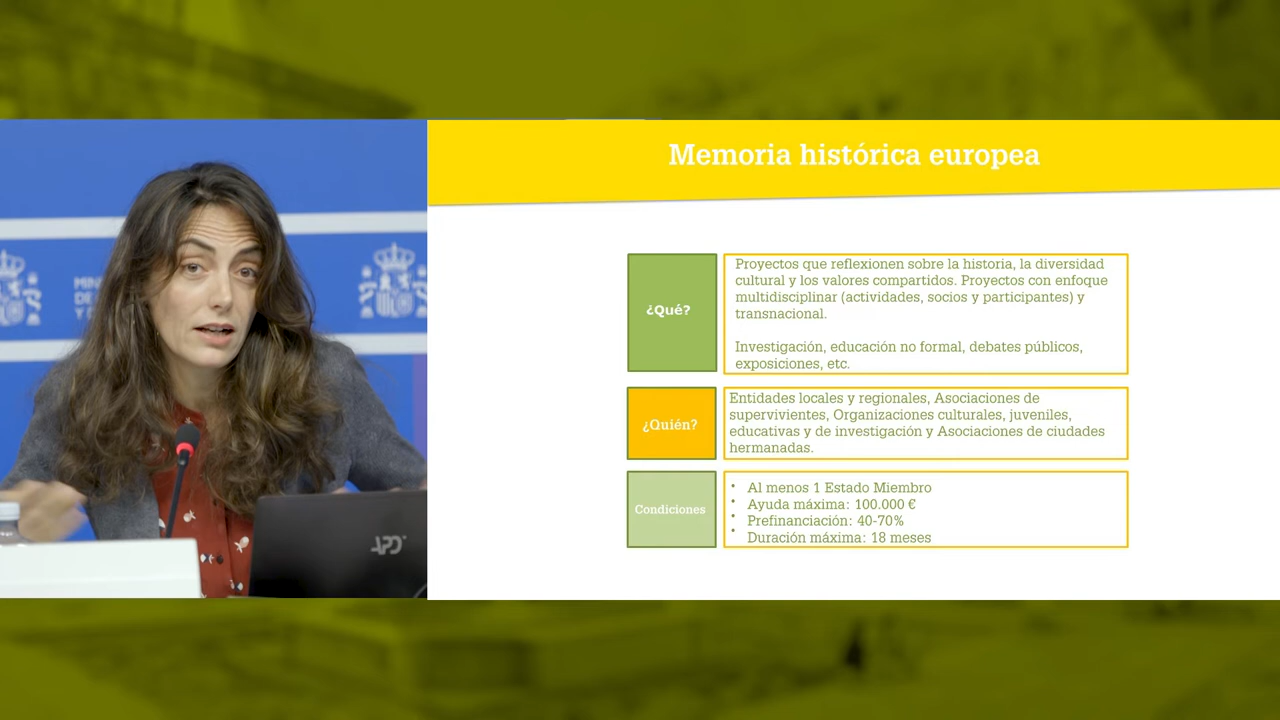 Memoria histórica europea
MIN
DE
Y D
¿Qué?
Proyectos que reflexionen sobre la historia, la diversidad
cultural y los valores compartidos. Proyectos con enfoque
multidisciplinar (actividades, socios y participantes) y
transnacional.
Investigación, educación no formal, debates públicos,
exposiciones, etc.
¿Quién?
Entidades locales y regionales, Asociaciones de
supervivientes, Organizaciones culturales, juveniles,
educativas y de investigación y Asociaciones de ciudades
hermanadas.
Condiciones
• Al menos 1 Estado Miembro
• Ayuda máxima: 100.000 €
• Prefinanciación: 40-70%
• Duración máxima: 18 meses